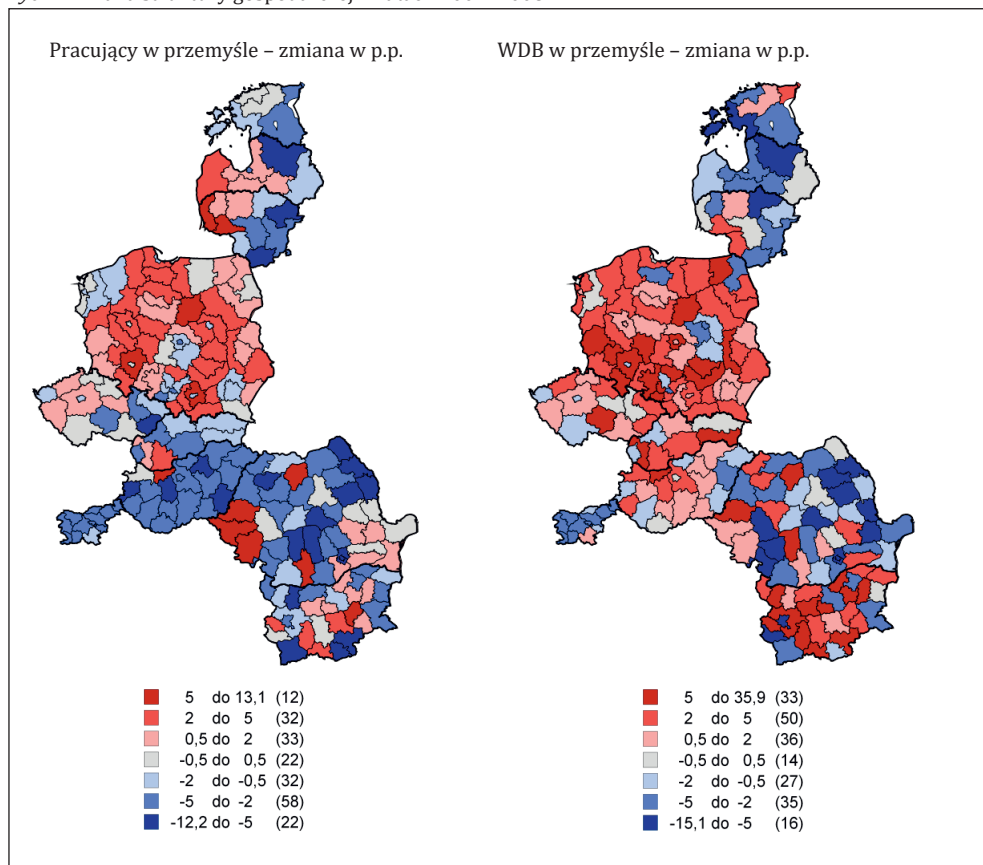 Pracujący w przemyśle – zmiana w p.p.
WDB w przemyśle – zmiana w p.p.
5 do 13,1 (12)
2 do 5 (32)
0,5 do 2 (33)
-0,5 do 0,5 (22)
-2 do -0,5 (32)
-5 do -2 (58)
-12,2 do -5 (22)
5 do 35,9 (33)
2 do 5 (50)
0,5 do 2 (36)
-0,5 do 0,5 (14)
-2 do -0,5 (27)
-5 do -2 (35)
-15,1 do -5 (16)